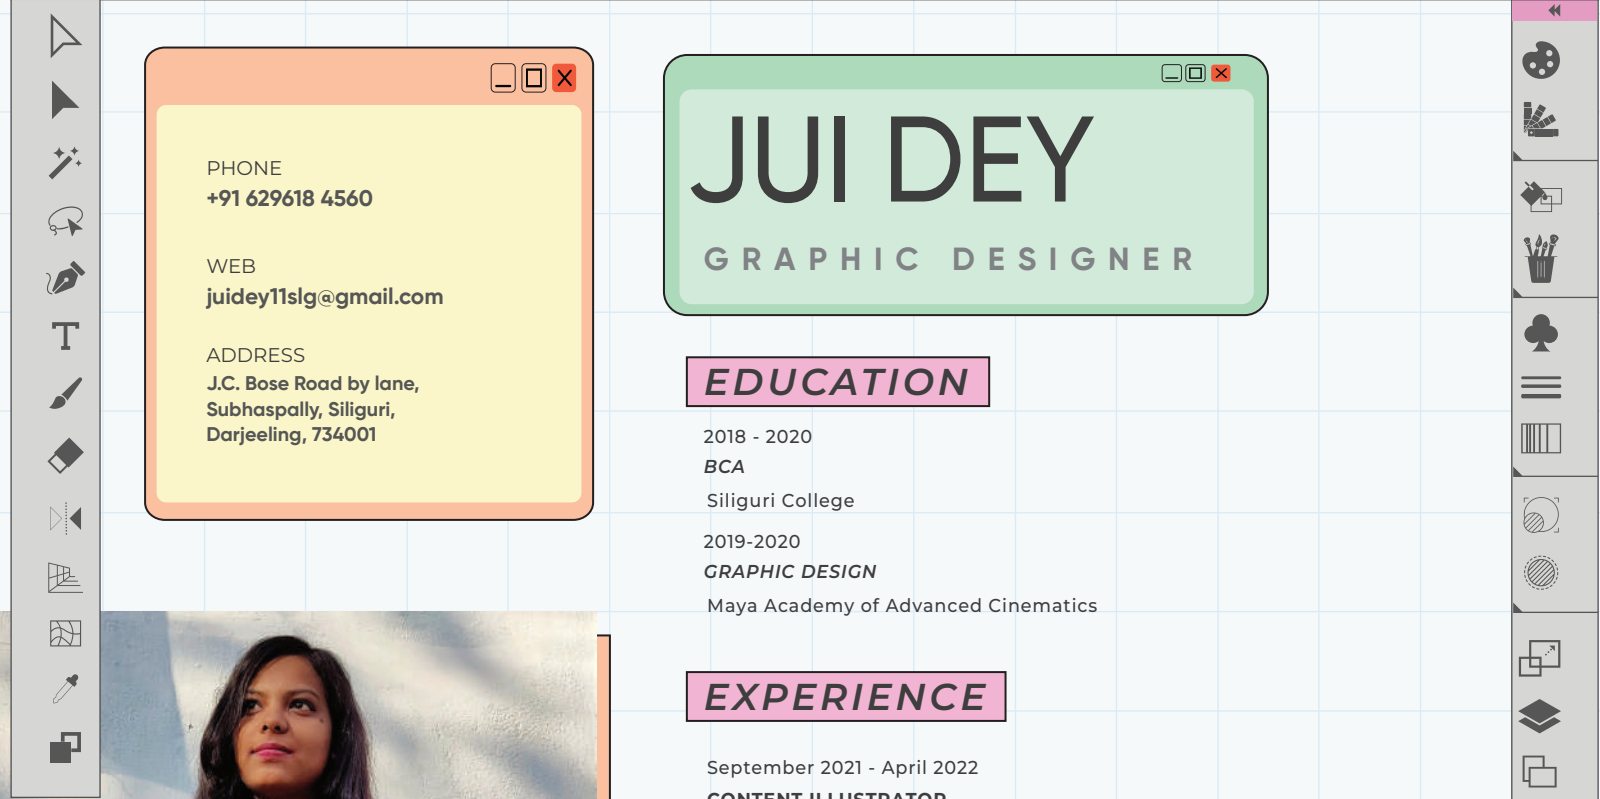 PHONE
+91 629618 4560
WEB
juidey11slg@gmail.com
ADDRESS
J.C. Bose Road by lane,
Subhaspally, Siliguri,
Darjeeling, 734001
JUI DEY
GRAPHIC DESIGNER
EDUCATION
2018 - 2020
BCA
Siliguri College
2019-2020
GRAPHIC DESIGN
Maya Academy of Advanced Cinematics
EXPERIENCE
September 2021 - April 2022
CONTENT ILLUSTRATOR